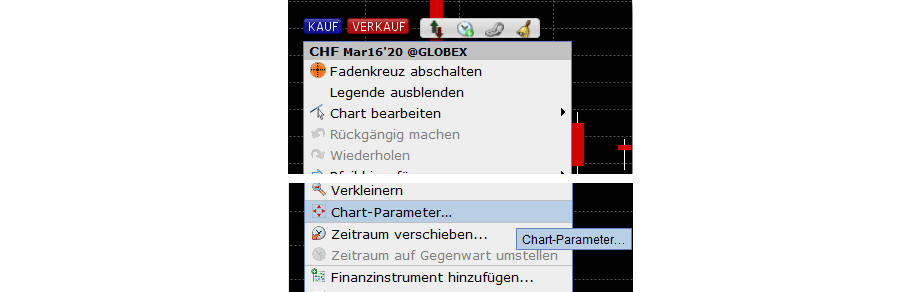 KAUF VERKAUF
CHF Mar16'20 @GLOBEX
Fadenkreuz abschalten
Legende ausblenden
Chart bearbeiten
Rückgängig machen
Wiederholen
Verkleinern
Chart-Parameter...
Zeitraum verschieben...
Chart-Parameter...
Zeitraum auf Gegenwart umstellen
Finanzinstrument hinzufügen...